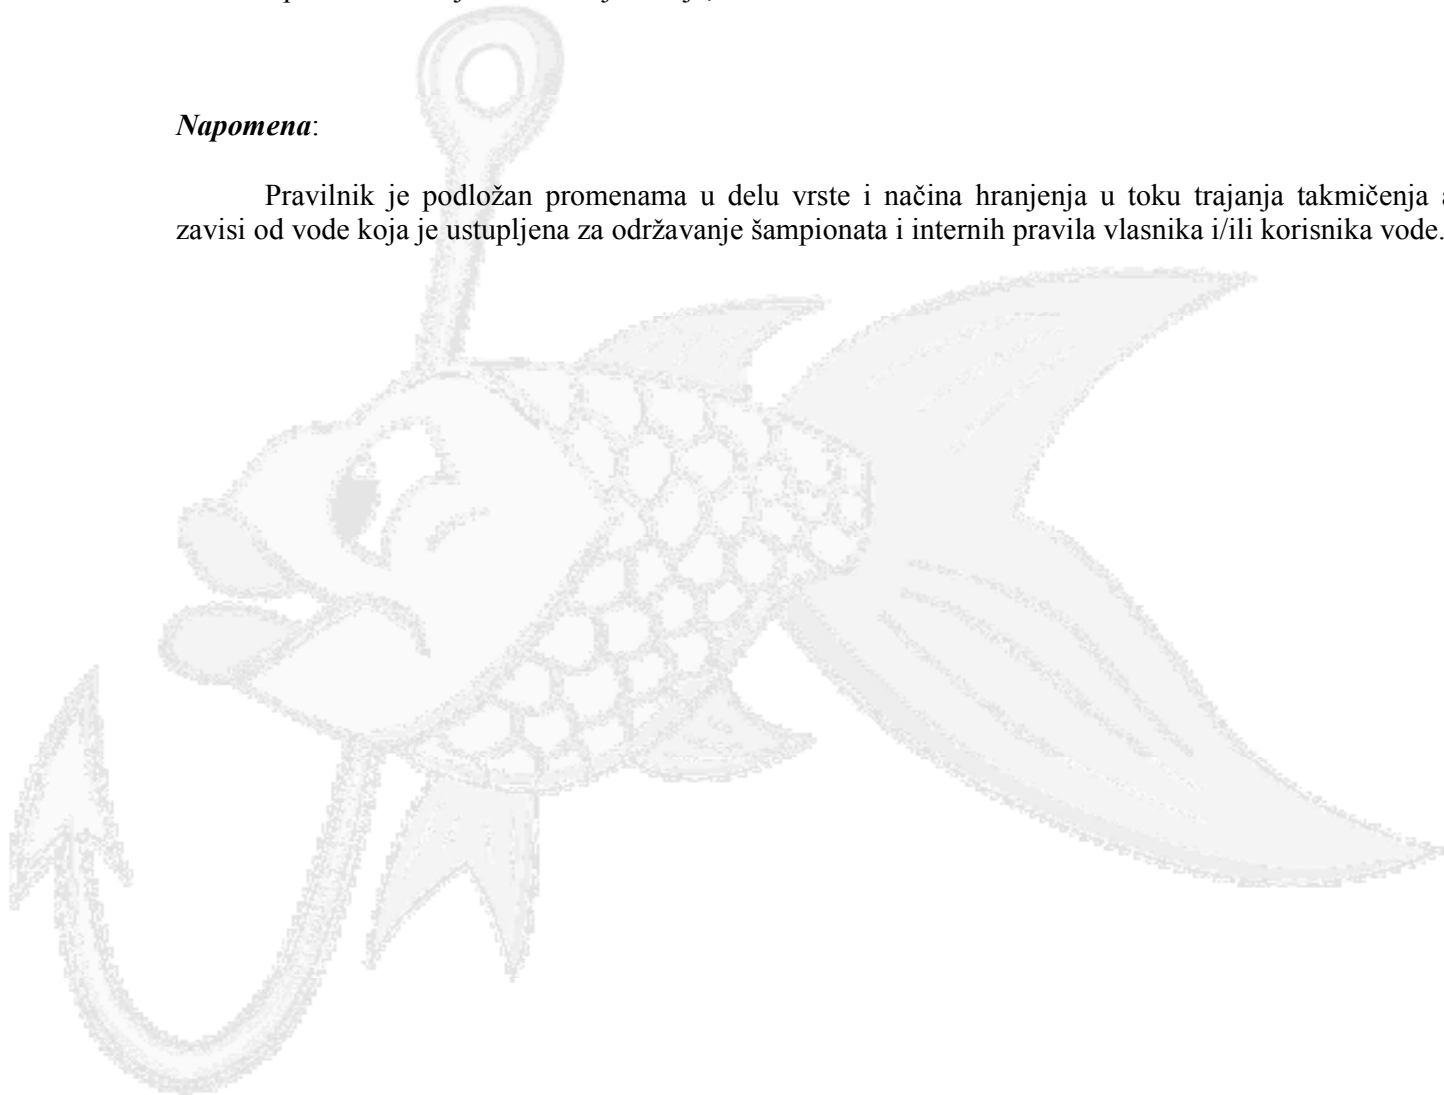 Napomena:
Pravilnik je podložan promenama u delu vrste i načina hranjenja u toku trajanja takmičenja a
zavisi od vode koja je ustupljena za održavanje šampionata i internih pravila vlasnika i/ili korisnika vode.